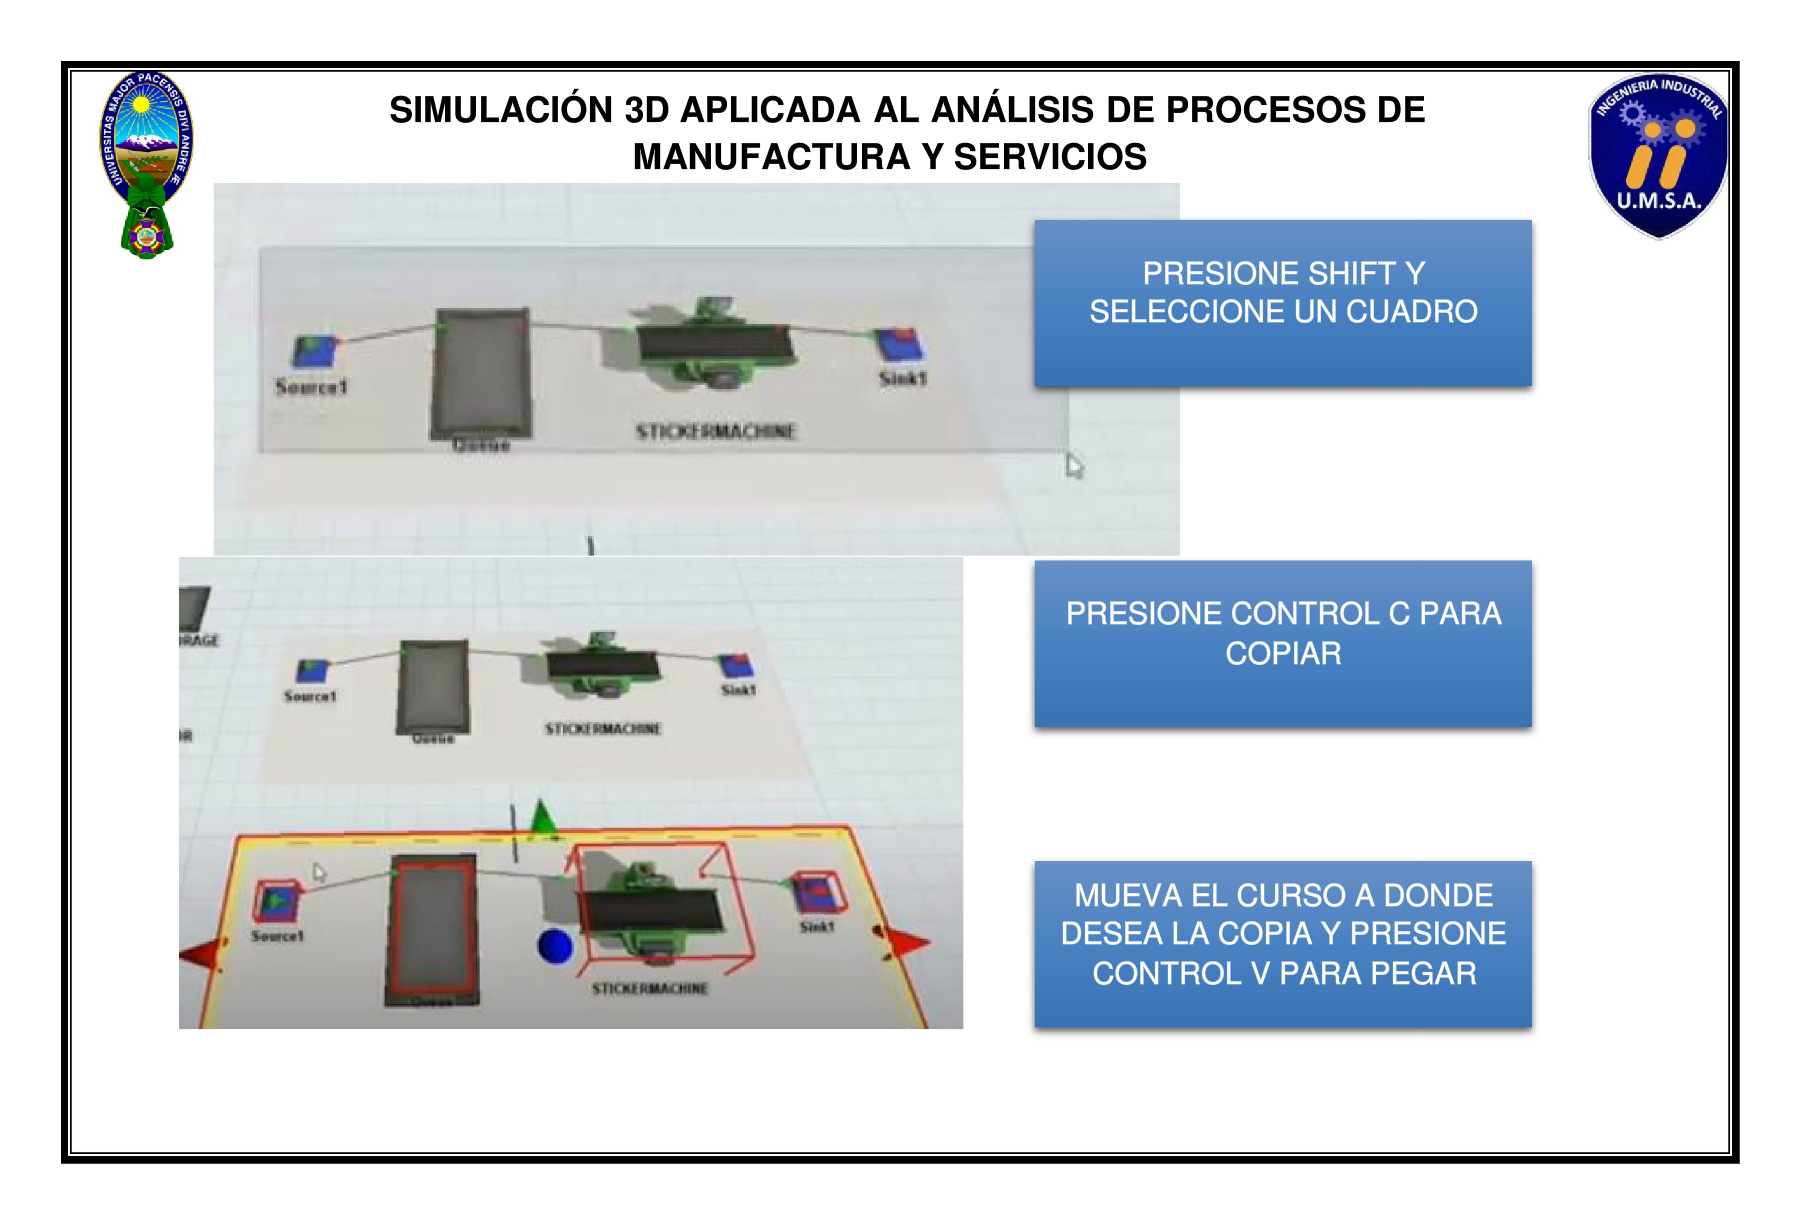 UNIVERSITAS MAJOR PACENSIS DIVI ANDRE Æ
SIMULACIÓN 3D APLICADA AL ANÁLISIS DE PROCESOS DE
MANUFACTURA Y SERVICIOS
INGENIERIA INDUSTRIAL
U.M.S.A.
Source1
Queue
STICKERMACHINE
Sink1
PRESIONE SHIFT Y
SELECCIONE UN CUADRO
RAGE
OR
Source1
Queue
STICKERMACHINE
Sink1
PRESIONE CONTROL C PARA
COPIAR
Source1
Queue
STICKERMACHINE
Sink1
MUEVA EL CURSO A DONDE
DESEA LA COPIA Y PRESIONE
CONTROL V PARA PEGAR